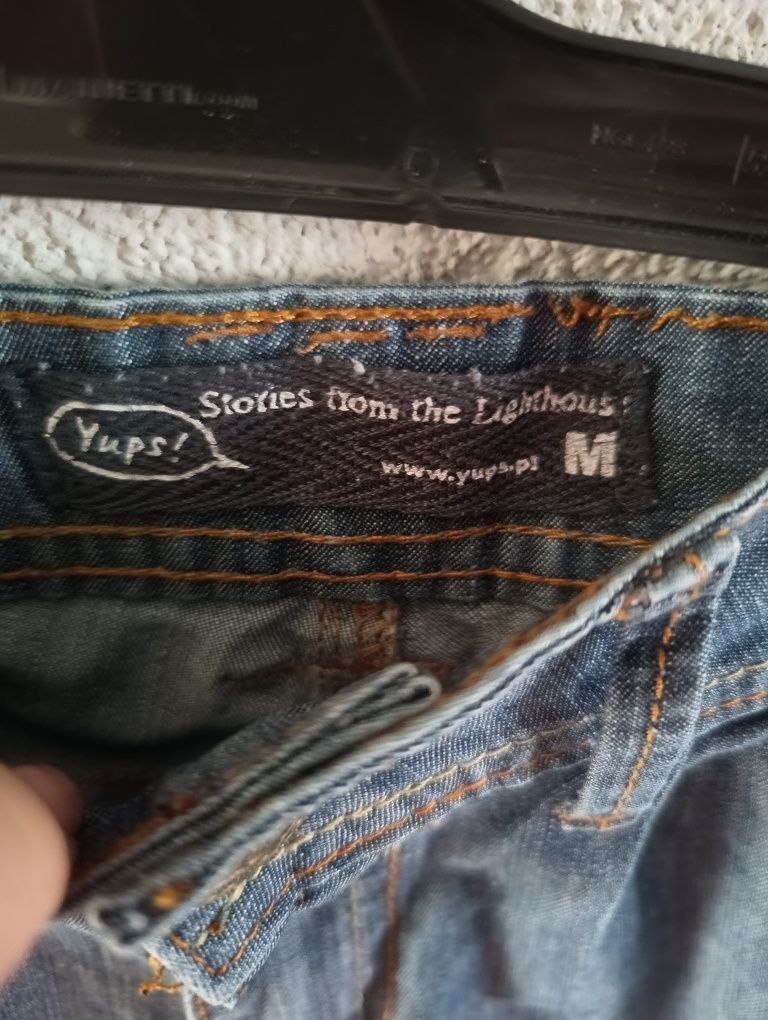 Yups!
Stories from the Lighthous
www.yups.pl
M